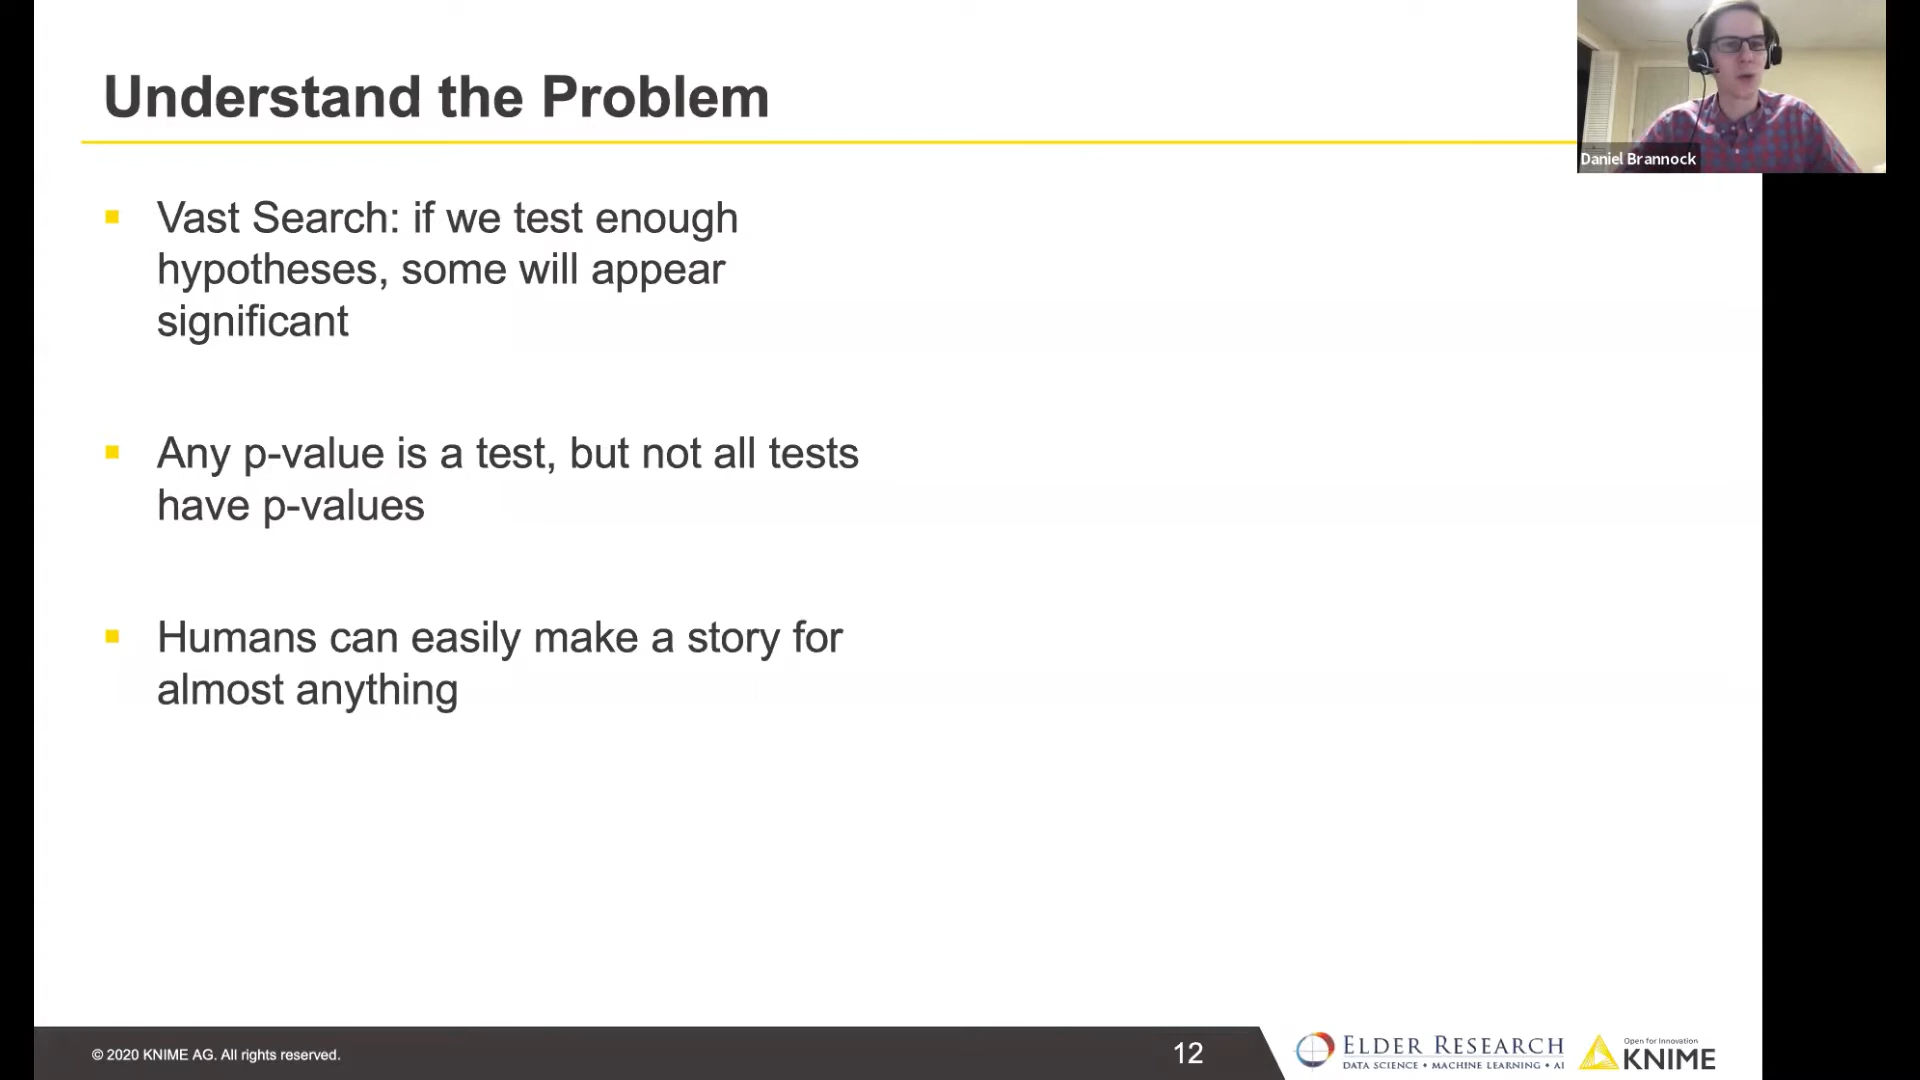 Understand the Problem
Daniel Brannock
▪ Vast Search: if we test enough
hypotheses, some will appear
significant
▪ Any p-value is a test, but not all tests
have p-values
▪ Humans can easily make a story for
almost anything
© 2020 KNIME AG. All rights reserved.
12
ELDER RESEARCH
DATA SCIENCE • MACHINE LEARNING • AI
Open for Innovation
KNIME